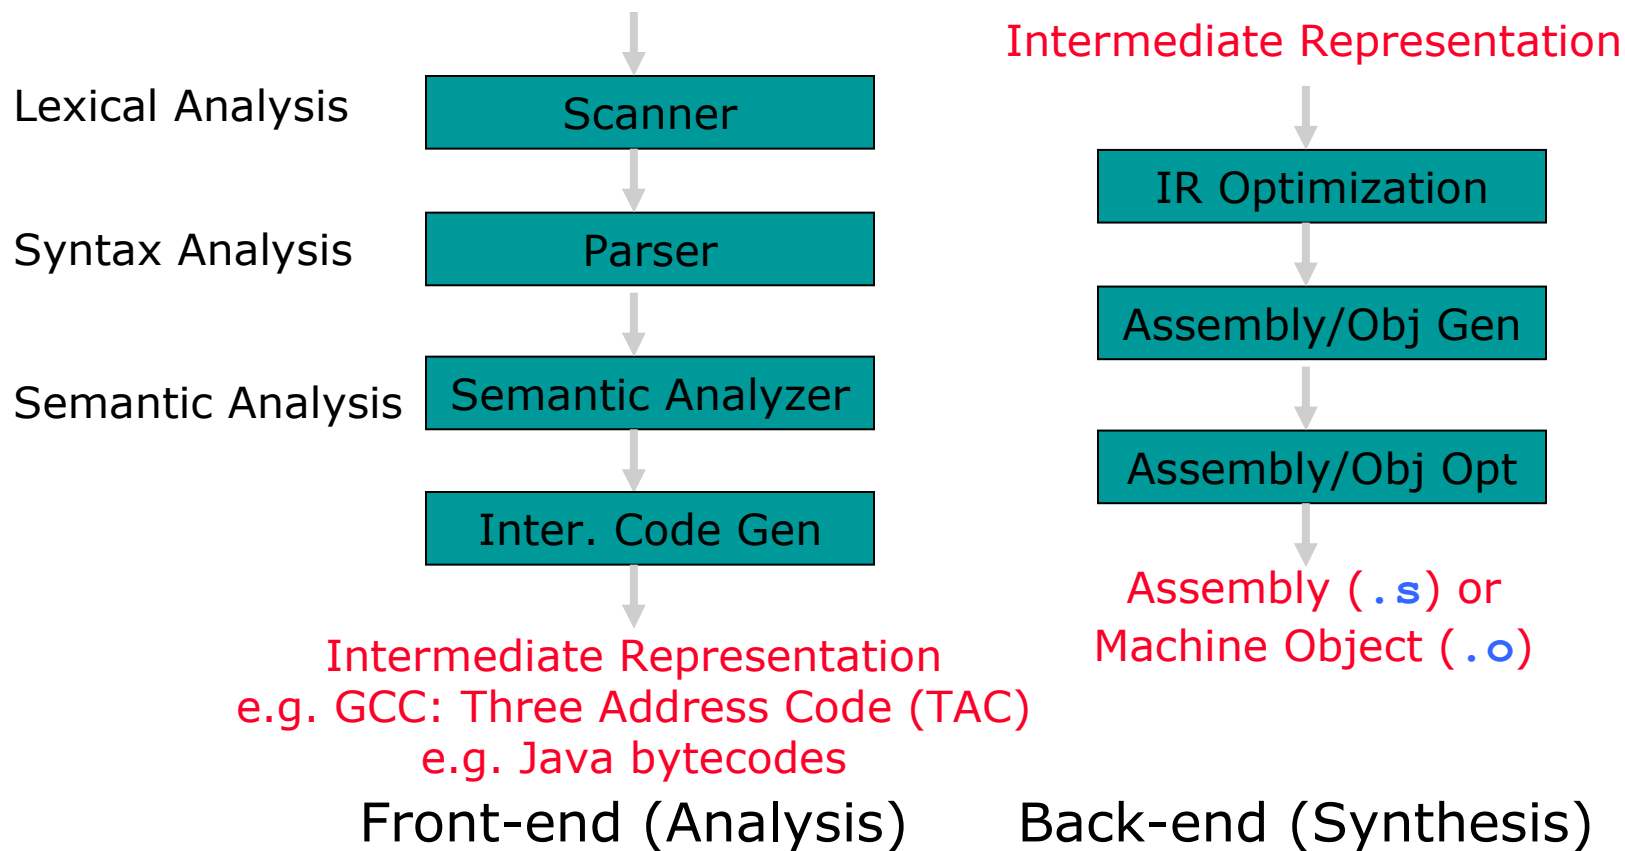 Lexical Analysis
Scanner
Syntax Analysis
Parser
Semantic Analysis
Semantic Analyzer
Inter. Code Gen
Intermediate Representation
e.g. GCC: Three Address Code (TAC)
e.g. Java bytecodes
Front-end (Analysis)
Intermediate Representation
IR Optimization
Assembly/Obj Gen
Assembly/Obj Opt
Assembly (.s) or
Machine Object (.o)
Back-end (Synthesis)